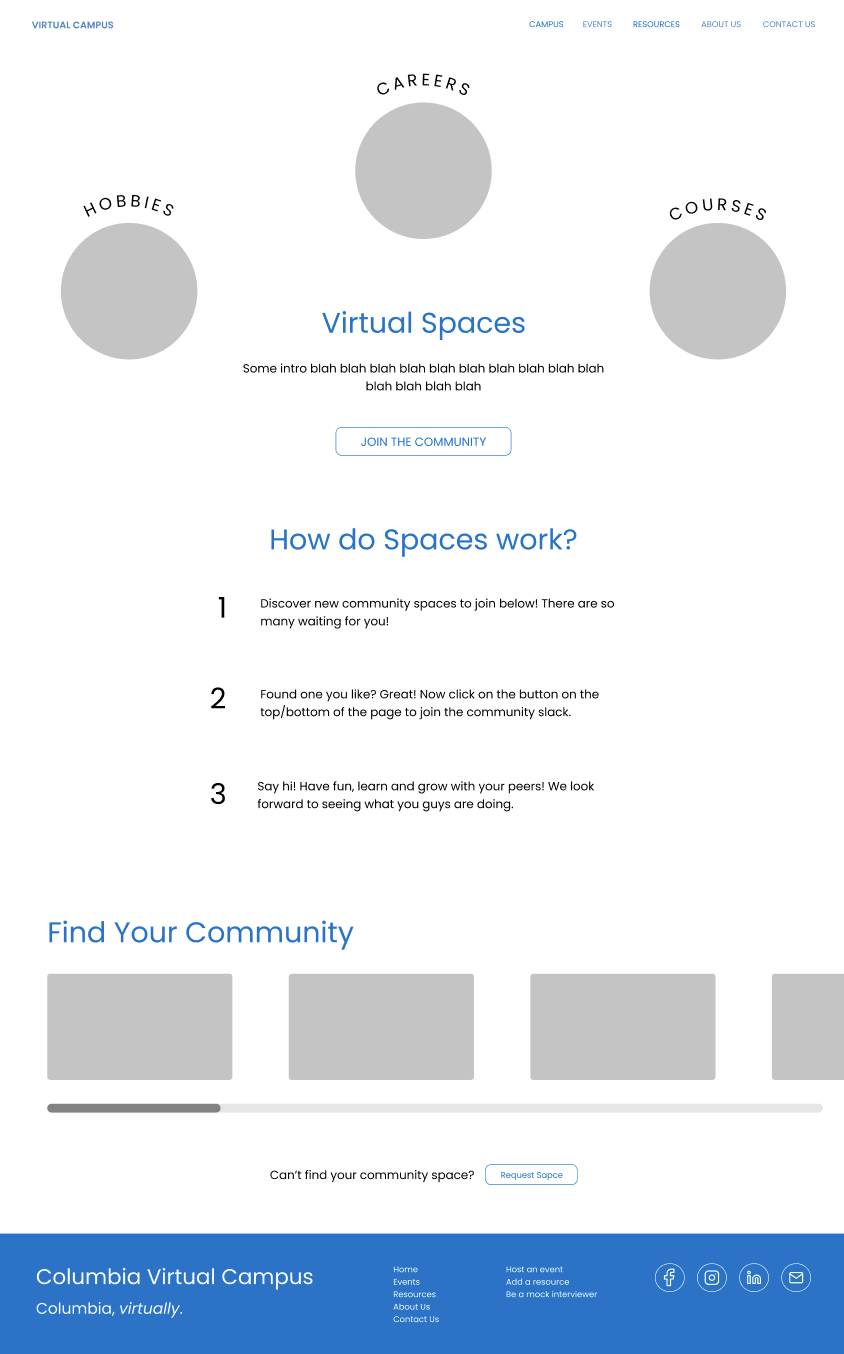 VIRTUAL CAMPUS
CAMPUS
EVENTS
RESOURCES
ABOUT US
CONTACT US
CAREERS
HOBBIES
COURSES
Virtual Spaces
Some intro blah blah blah blah blah blah blah blah blah blah
blah blah blah blah
JOIN THE COMMUNITY
How do Spaces work?
1
Discover new community spaces to join below! There are so
many waiting for you!
2
Found one you like? Great! Now click on the button on the
top/bottom of the page to join the community slack.
3
Say hi! Have fun, learn and grow with your peers! We look
forward to seeing what you guys are doing.
Find Your Community
Can't find your community space?
Request Sapce
Columbia Virtual Campus
Columbia, virtually.
Home
Events
Resources
About Us
Contact Us
Host an event
Add a resource
Be a mock interviewer